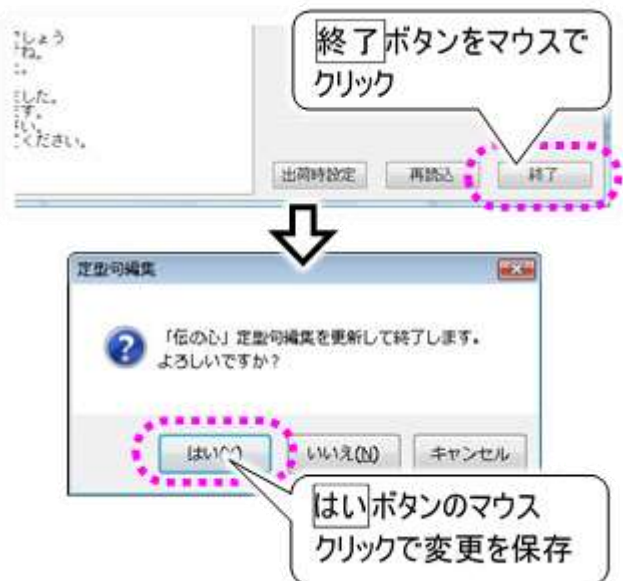 でしょう
ね。
した。
す。
さい。
ください。
終了ボタンをマウスで
クリック
出荷時設定
再読込
終了
定型句編集
「伝の心」定型句編集を更新して終了します。
よろしいですか？
はい(Y)
いいえ(N)
キャンセル
はいボタンのマウス
クリックで変更を保存